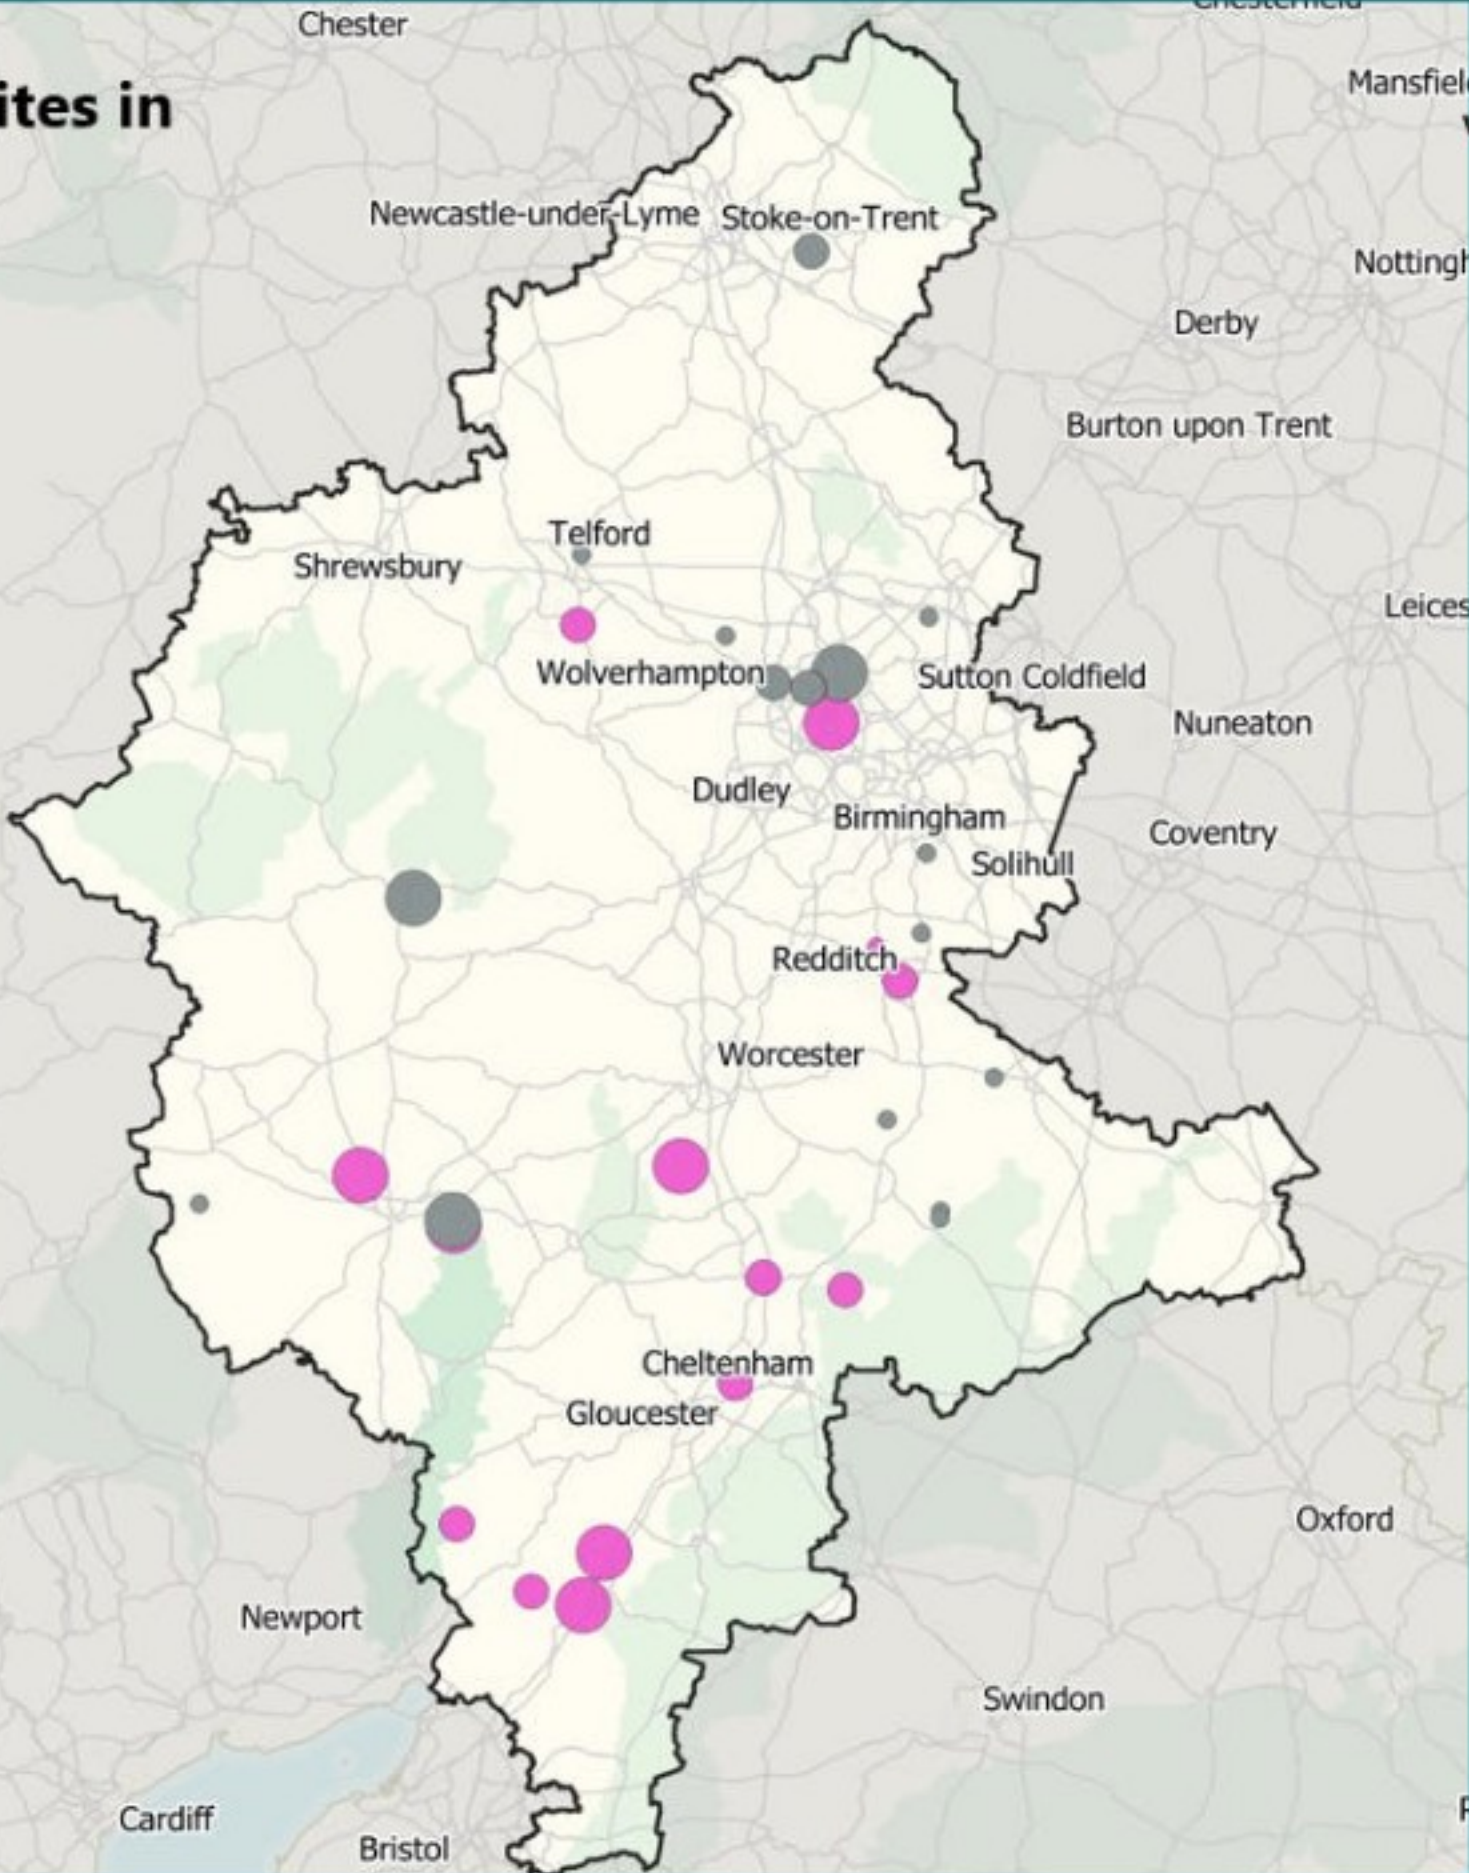 Chester
Mansfiel
ites in
Newcastle-under-Lyme
Stoke-on-Trent
Nottingh
Derby
Burton upon Trent
Telford
Shrewsbury
Leices
Wolverhampton
Sutton Coldfield
Nuneaton
Dudley
Birmingham
Coventry
Solihull
Redditch
Worcester
Cheltenham
Gloucester
Oxford
Newport
Swindon
Cardiff
Bristol